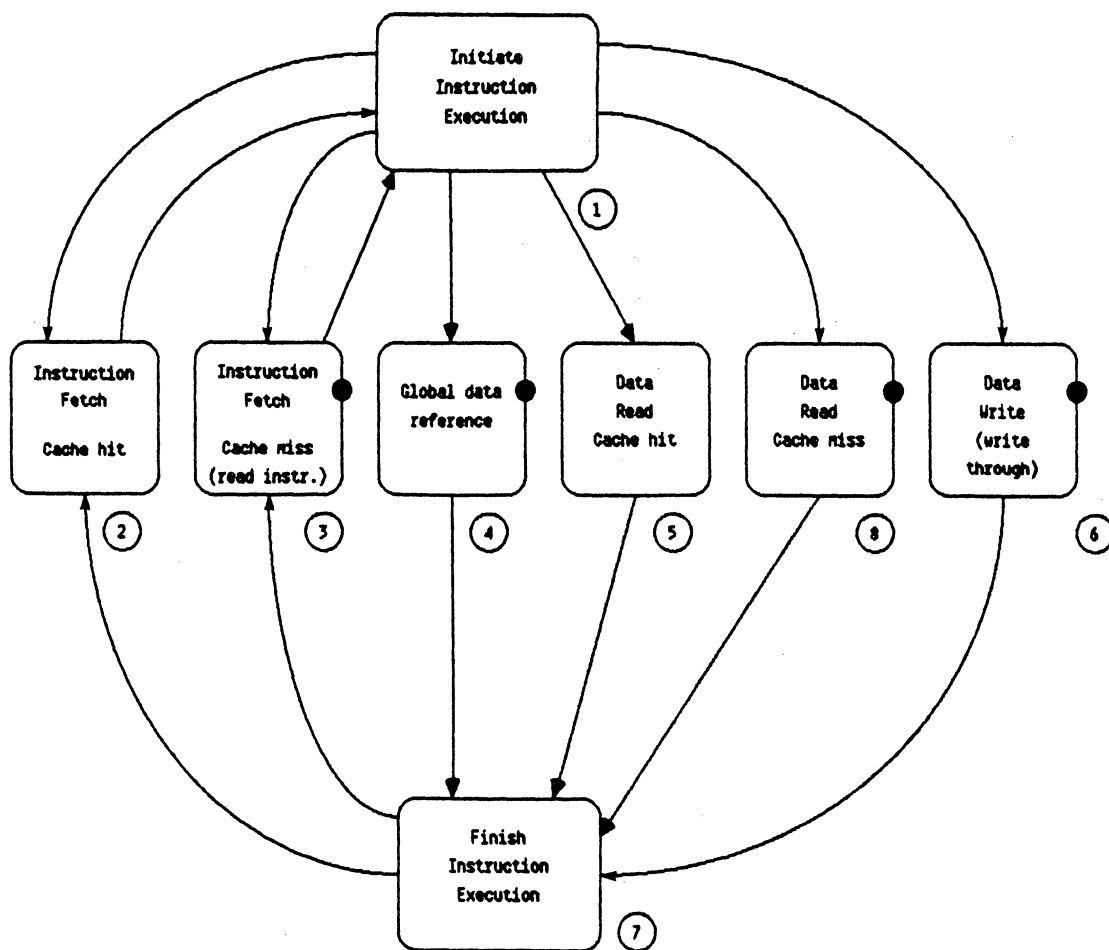 Initiate
Instruction
Execution
1
Instruction
Fetch
Cache hit
2
Instruction
Fetch
Cache miss
(read instr.)
3
Global data
reference
4
Data
Read
Cache hit
5
Data
Read
Cache miss
8
Data
Write
(write
through)
6
Finish
Instruction
Execution
7